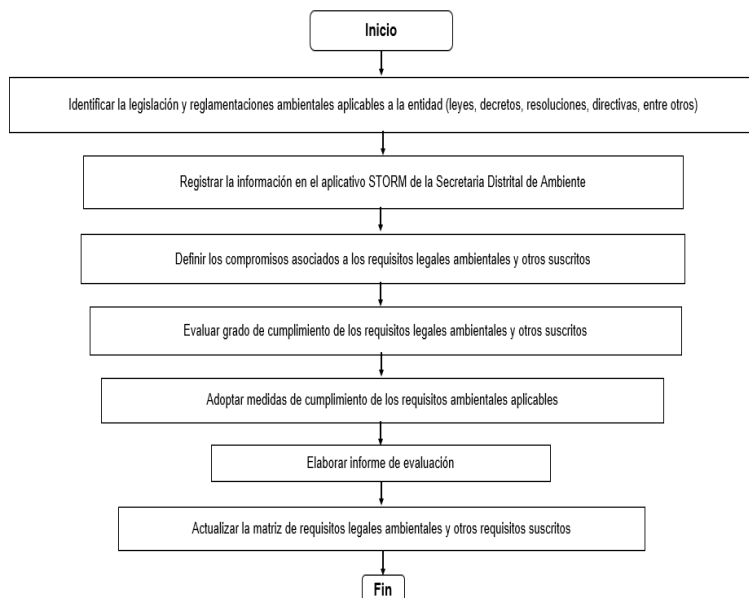 Inicio
Identificar la legislación y reglamentaciones ambientales aplicables a la entidad (leyes, decretos, resoluciones, directivas, entre otros)
Registrar la información en el aplicativo STORM de la Secretaria Distrital de Ambiente
Definir los compromisos asociados a los requisitos legales ambientales y otros suscritos
Evaluar grado de cumplimiento de los requisitos legales ambientales y otros suscritos
Adoptar medidas de cumplimiento de los requisitos ambientales aplicables
Elaborar informe de evaluación
Actualizar la matriz de requisitos legales ambientales y otros requisitos suscritos
Fin